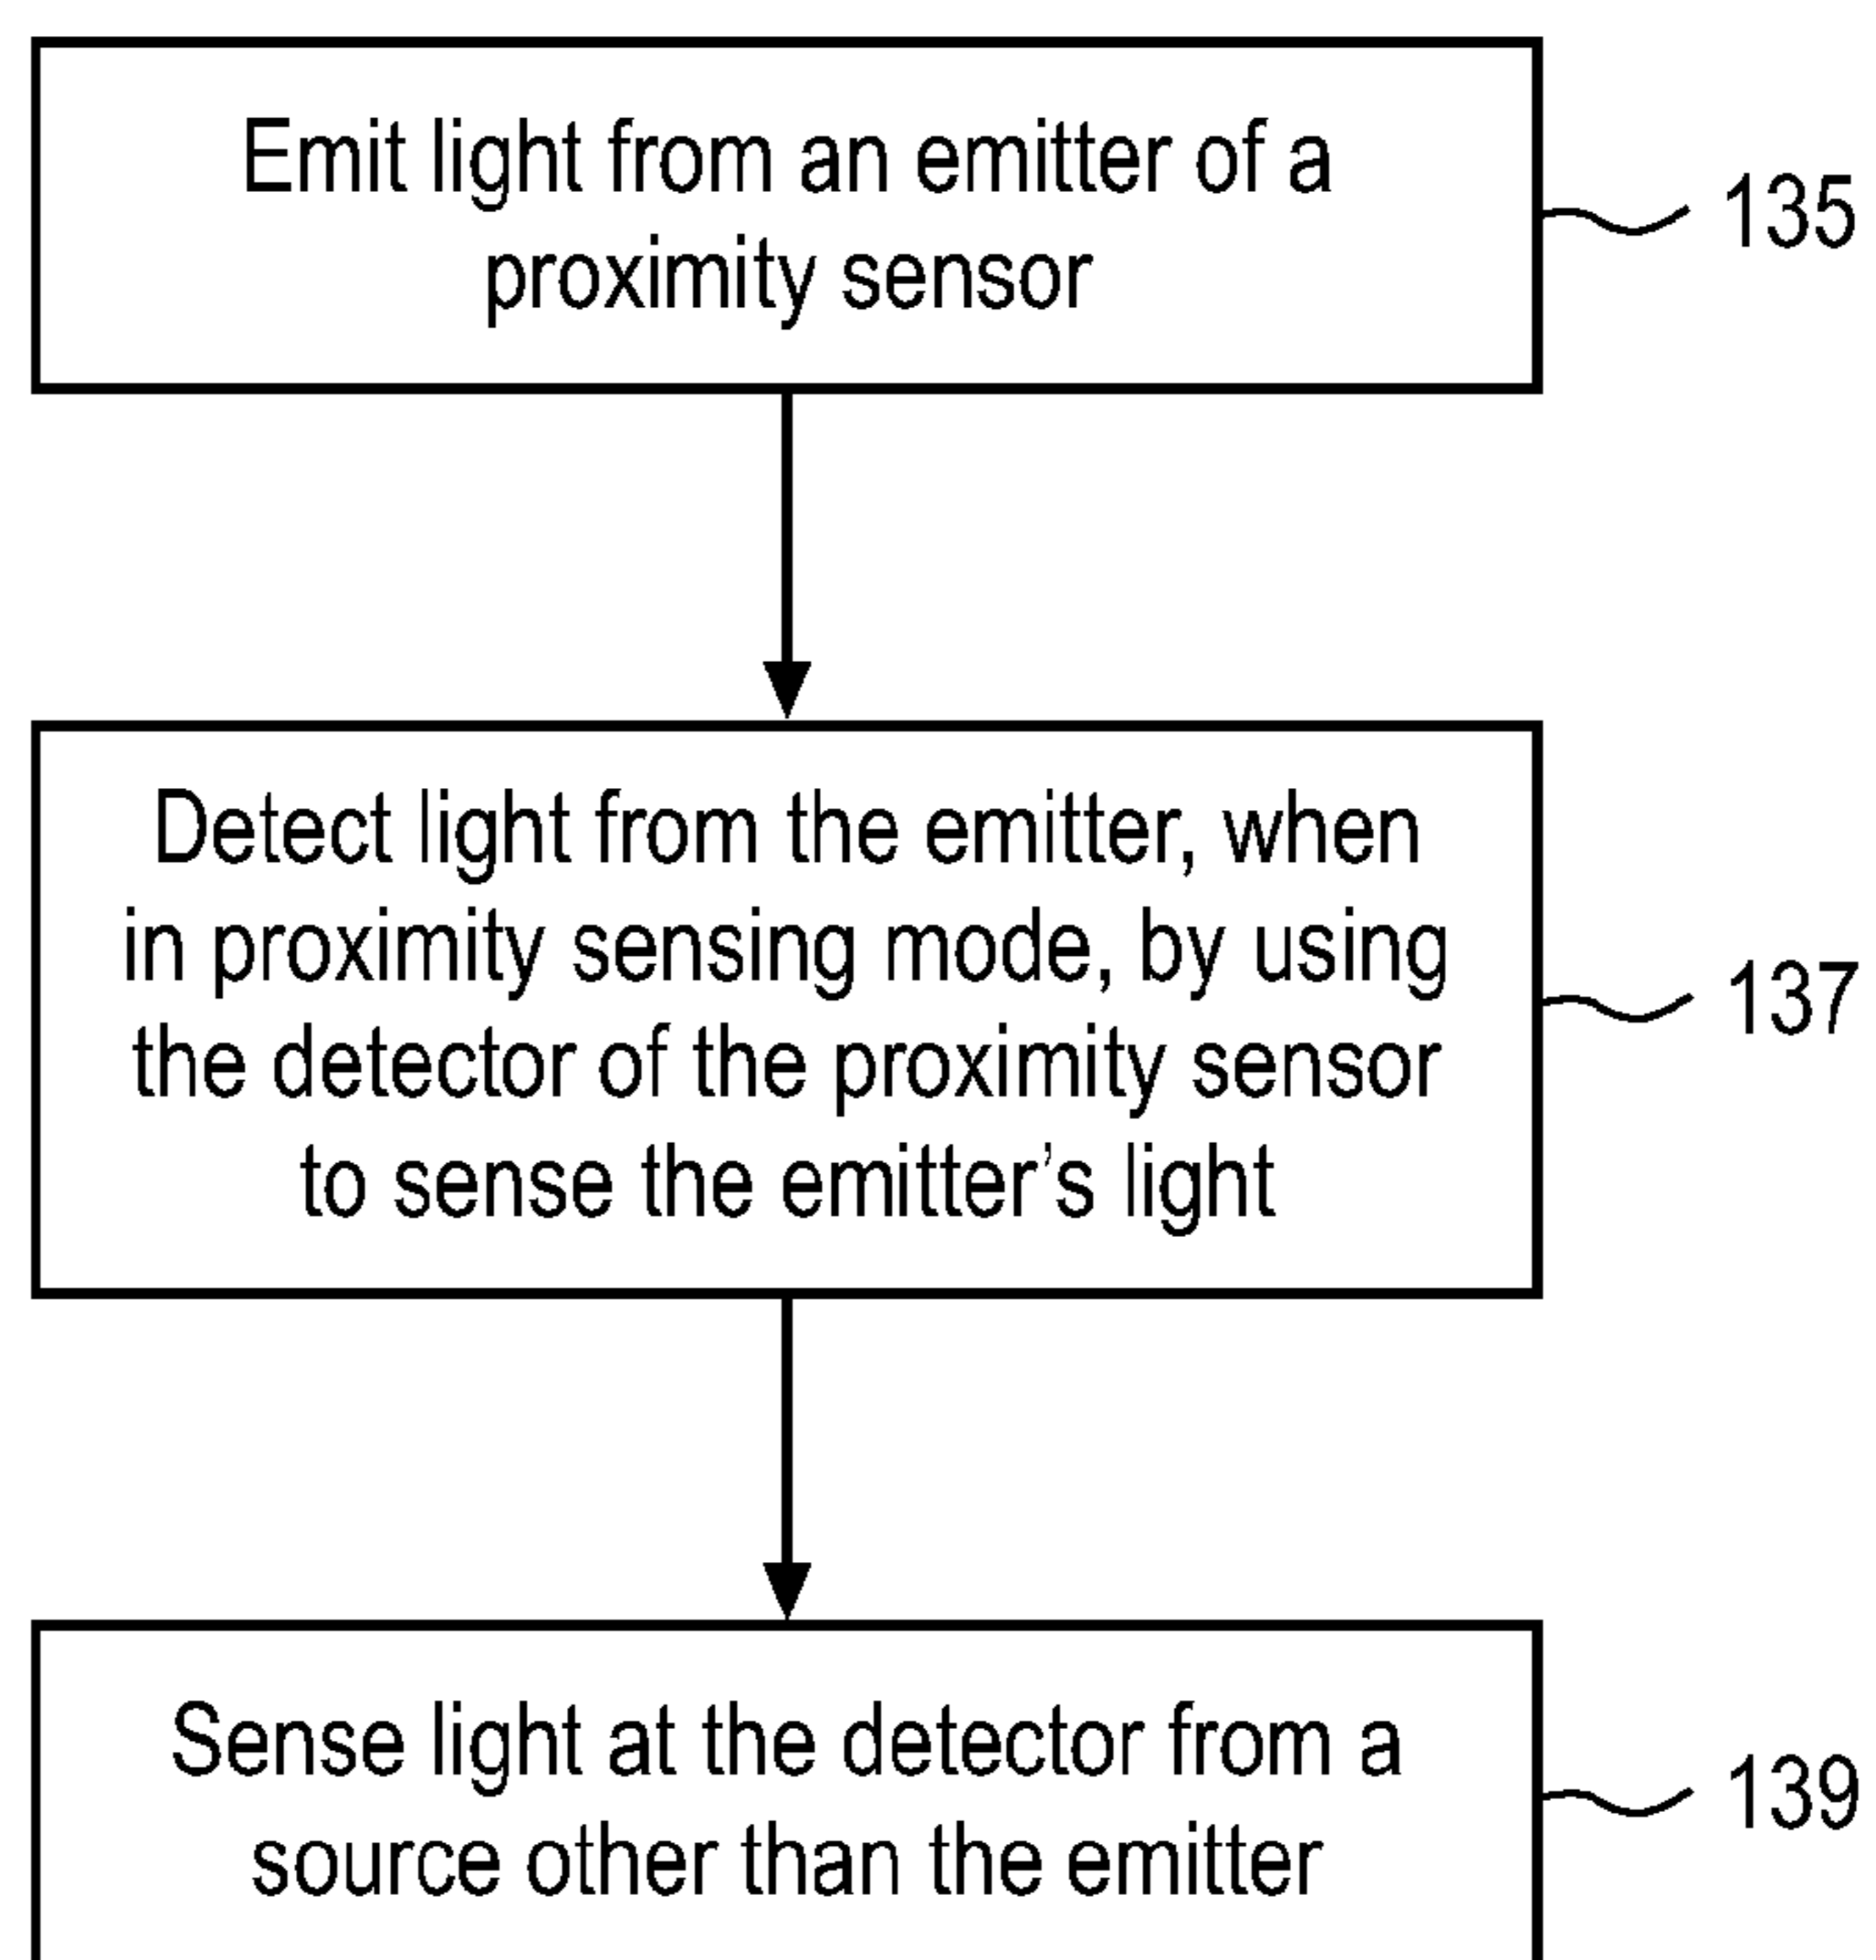 Emit light from an emitter of a
proximity sensor
135
Detect light from the emitter, when
in proximity sensing mode, by using
the detector of the proximity sensor
to sense the emitter's light
137
Sense light at the detector from a
source other than the emitter
139